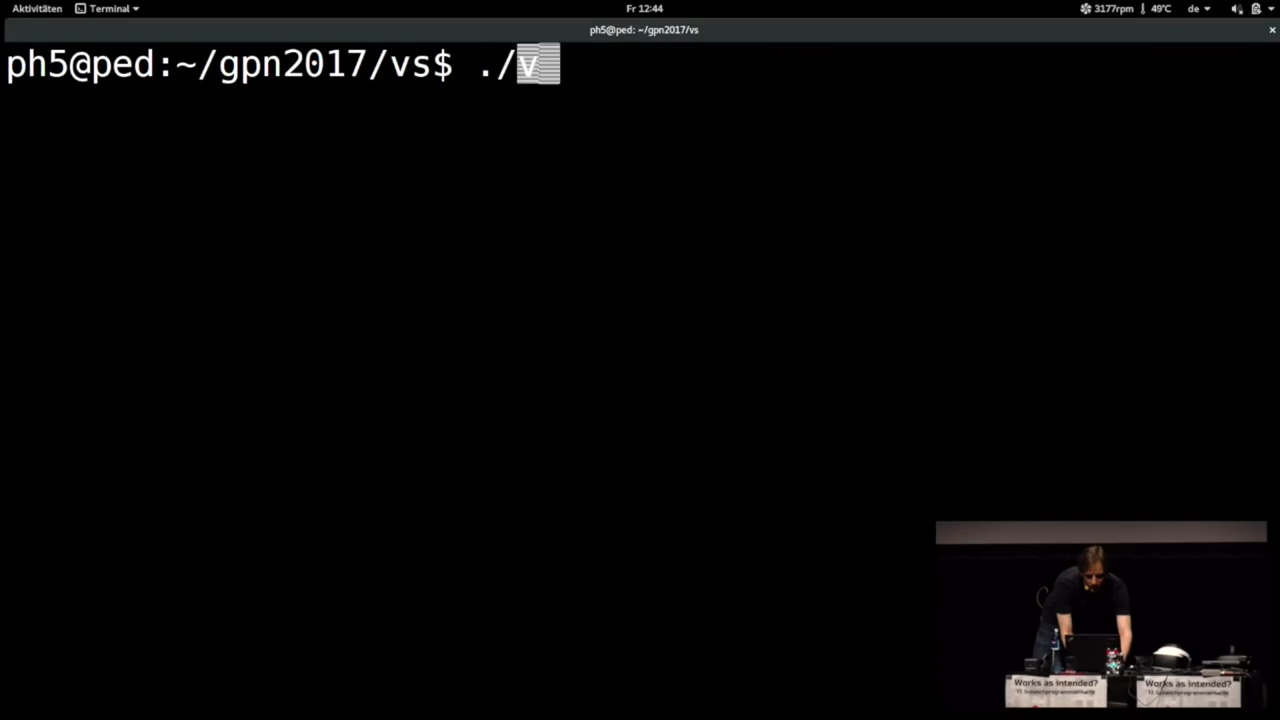 Aktivitäten Terminal Fr 12:44 3177rpm 49°C de
ph5@ped: ~/gpn2017/vs
ph5@ped:~/gpn2017/vs$ ./v
Works as intended? Works as intended?